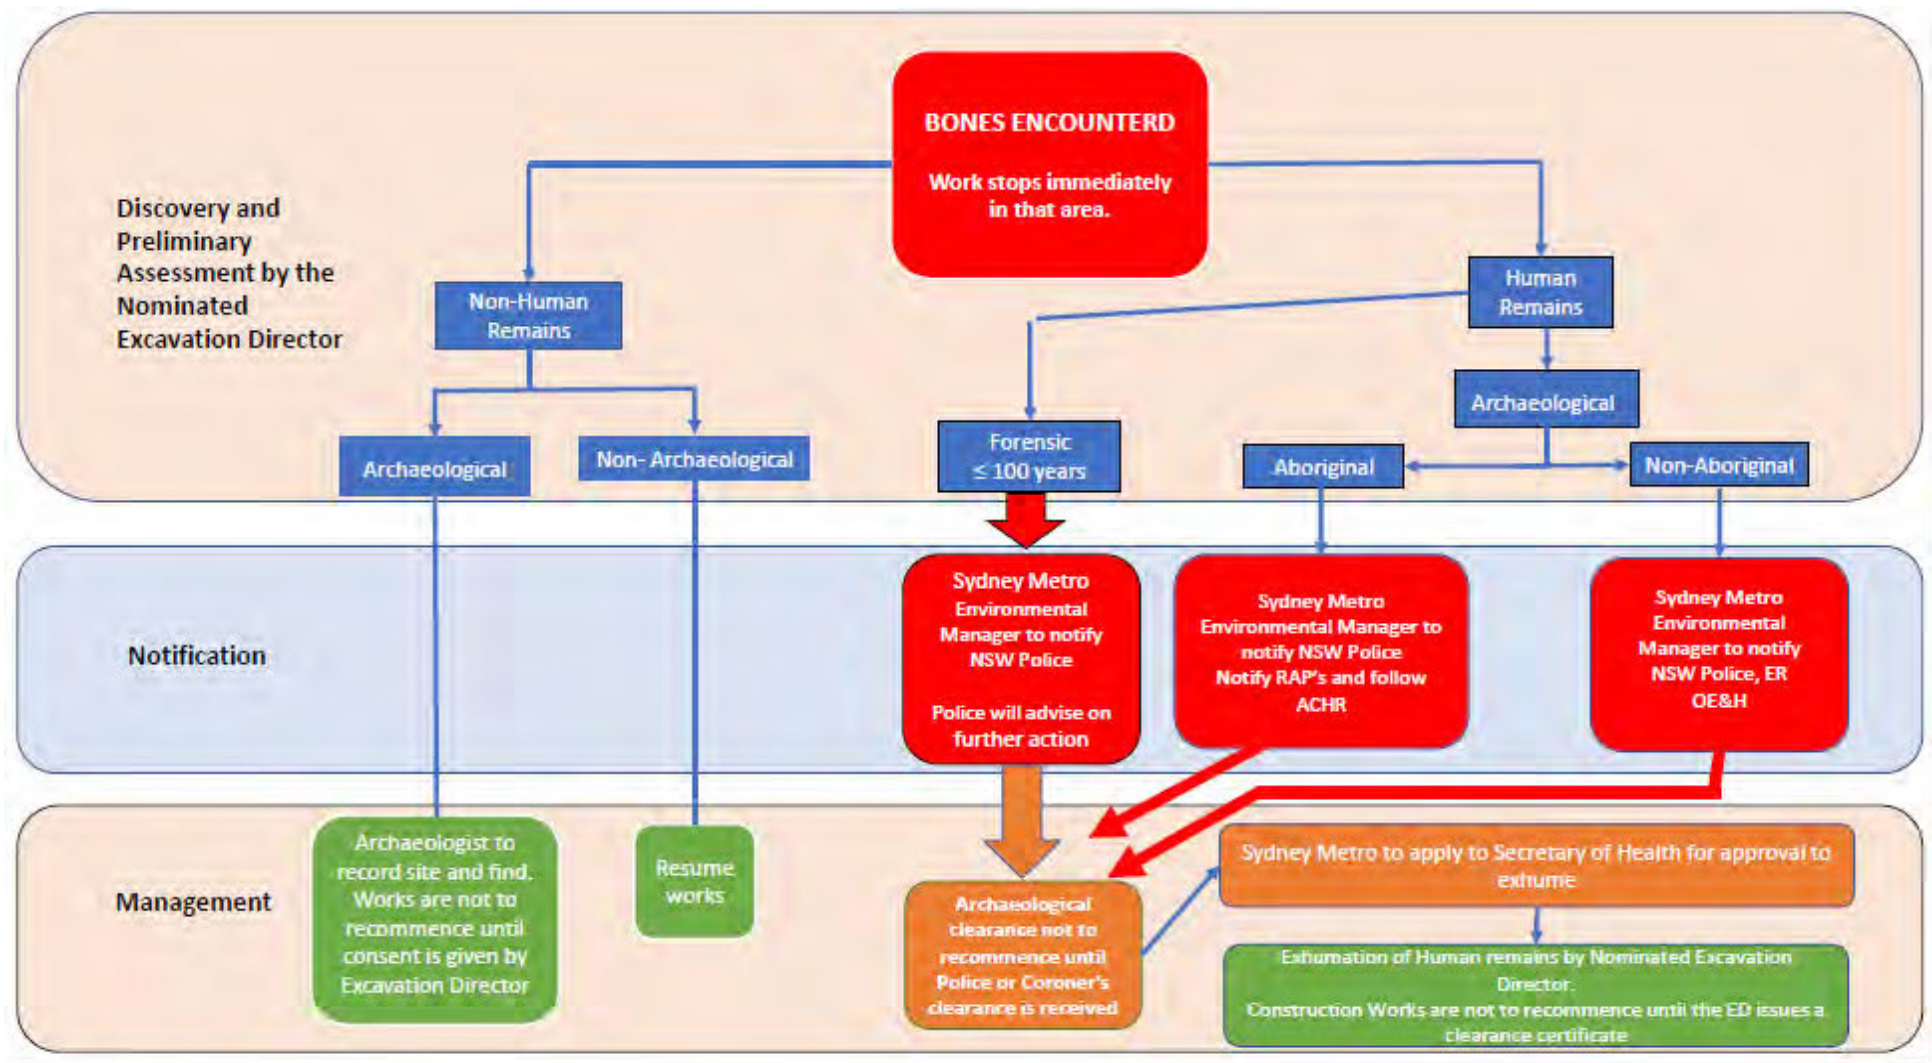 BONES ENCOUNTERD
Work stops immediately
in that area.
Discovery and
Preliminary
Assessment by the
Nominated
Excavation Director
Non-Human
Remains
Human
Remains
Archaeological
Archaeological
Non- Archaeological
Forensic
≤ 100 years
Aboriginal
Non-Aboriginal
Notification
Sydney Metro
Environmental
Manager to notify
NSW Police
Police will advise on
further action
Sydney Metro
Environmental Manager to
notify NSW Police
Notify RAP's and follow
ACHR
Sydney Metro
Environmental
Manager to notify
NSW Police, ER
OE&H
Management
Archaeologist to
record site and find.
Works are not to
recommence until
consent is given by
Excavation Director
Resume
works
Archaeological
clearance not to
recommence until
Police or Coroner's
clearance is received
Sydney Metro to apply to Secretary of Health for approval to
exhume
Exhumation of Human remains by Nominated Excavation
Director.
Construction Works are not to recommence until the ED issues a
clearance certificate